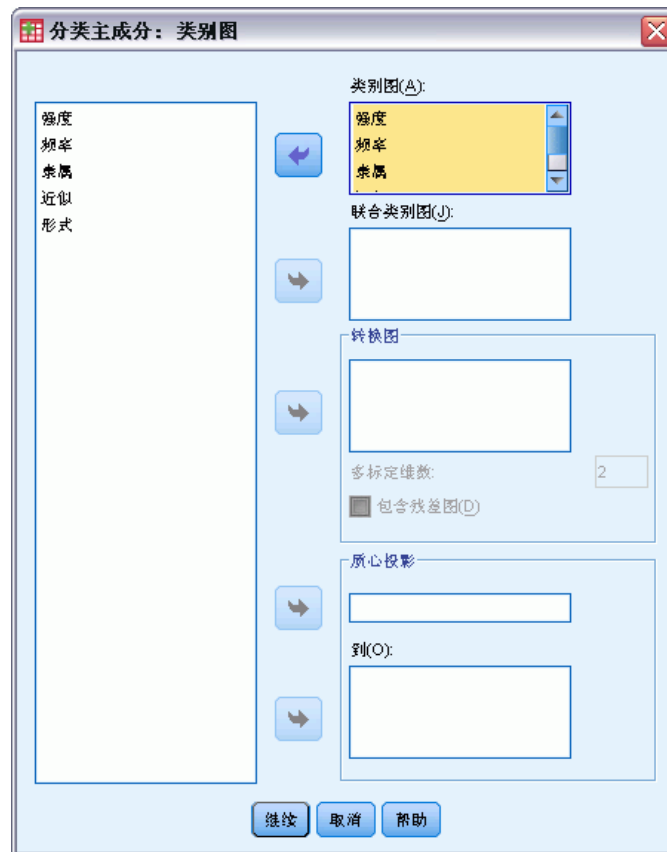 分类主成分：类别图
类别图(A):
强度
频率
隶属
近似
形式
强度
频率
隶属
联合类别图(J):
转换图
多标定维数:
2
包含残差图(D)
质心投影
到(O):
继续
取消
帮助